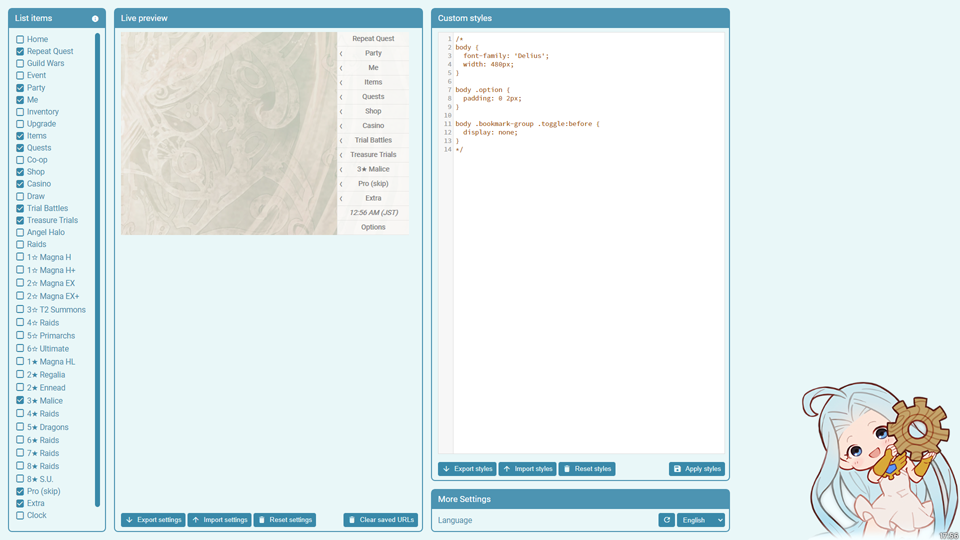 List items
Home
Repeat Quest
Guild Wars
Event
Party
Me
Inventory
Upgrade
Items
Quests
Co-op
Shop
Casino
Draw
Trial Battles
Treasure Trials
Angel Halo
Raids
1☆ Magna H
1☆ Magna H+
2☆ Magna EX
2☆ Magna EX+
3☆ T2 Summons
4☆ Raids
5☆ Primarchs
6☆ Ultimate
1★ Magna HL
2★ Regalia
2★ Ennead
3★ Malice
4★ Raids
5★ Dragons
6★ Raids
7★ Raids
8★ Raids
8★ S.U.
Pro (skip)
Extra
Clock
Live preview
Repeat Quest
Party
Me
Items
Quests
Shop
Casino
Trial Battles
Treasure Trials
3★ Malice
Pro (skip)
Extra
12:56 AM (JST)
Options
Export settings Import settings Reset settings Clear saved URLs
Custom styles
1 /*
2 body {
3 font-family: 'Delius';
4 width: 480px;
5 }
6
7 body .option {
8 padding: 0 2px;
9 }
10
11 body .bookmark-group .toggle:before {
12 display: none;
13 }
14 */
Export styles Import styles Reset styles Apply styles
More Settings
Language English